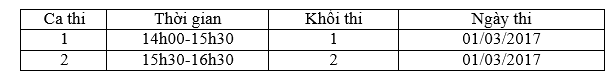 Ca thi Thời gian Khối thi Ngày thi
1 14h00-15h30 1 01/03/2017
2 15h30-16h30 2 01/03/2017